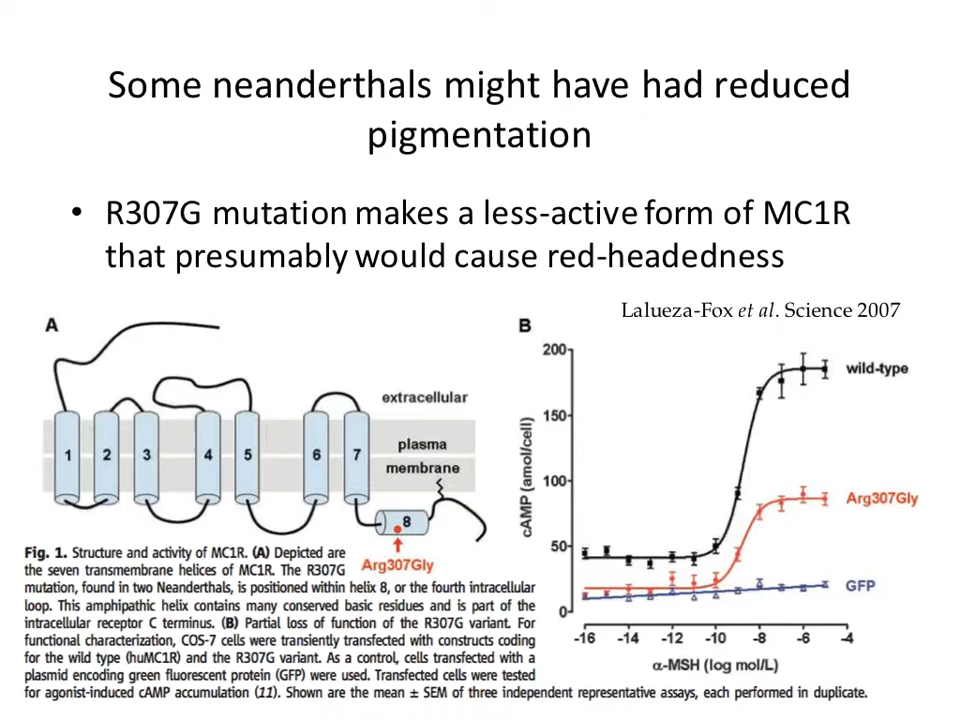 Some neanderthals might have had reduced
pigmentation
• R307G mutation makes a less-active form of MC1R
that presumably would cause red-headedness
Lalueza-Fox et al. Science 2007
A
extracellular
plasma
membrane
1
2
3
4
5
6
7
8
Arg307Gly
B
200
150
100
50
0
cAMP (amol/cell)
wild-type
Arg307Gly
GFP
-16
-14
-12
-10
-8
-6
-4
α-MSH (log mol/L)
Fig. 1. Structure and activity of MC1R. (A) Depicted are
the seven transmembrane helices of MC1R. The R307G
mutation, found in two Neanderthals, is positioned within helix 8, or the fourth intracellular
loop. This amphipathic helix contains many conserved basic residues and is part of the
intracellular receptor C terminus. (B) Partial loss of function of the R307G variant. For
functional characterization, COS-7 cells were transiently transfected with constructs coding
for the wild type (huMC1R) and the R307G variant. As a control, cells transfected with a
plasmid encoding green fluorescent protein (GFP) were used. Transfected cells were tested
for agonist-induced cAMP accumulation (11). Shown are the mean ± SEM of three independent representative assays, each performed in duplicate.